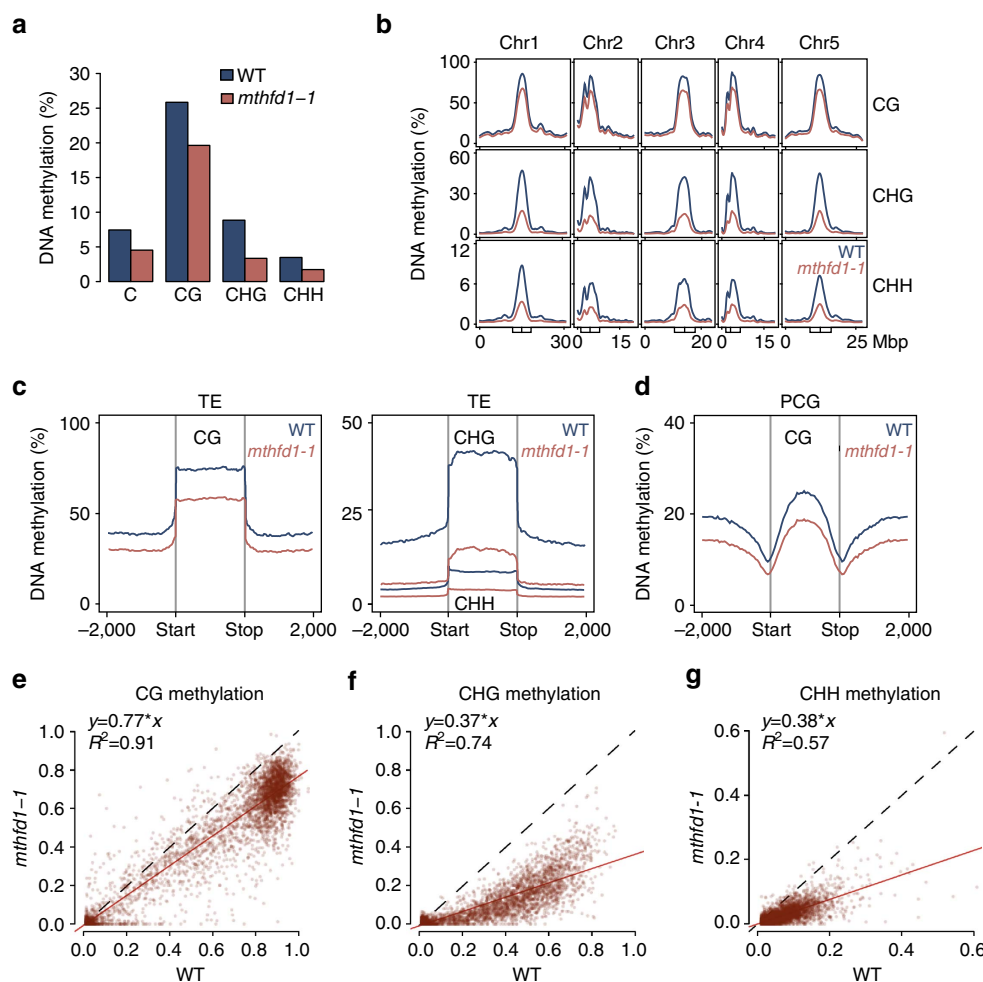 a
30
25
20
15
10
5
0
DNA methylation (%)
WT
mthfd1–1
C CG CHG CHH
b
Chr1 Chr2 Chr3 Chr4 Chr5
DNA methylation (%)
100
50
0
CG
60
30
0
CHG
12
6
0
WT
mthfd1-1
CHH
0 30 0 15 0 20 0 15 0 25 Mbp
c
TE
DNA methylation (%)
100
50
0
CG
WT
mthfd1-1
–2,000 Start Stop 2,000
TE
50
25
0
CHG
WT
mthfd1-1
CHH
–2,000 Start Stop 2,000
d
PCG
DNA methylation (%)
40
20
0
CG
WT
mthfd1-1
–2,000 Start Stop 2,000
e
CG methylation
y=0.77*x
R²=0.91
mthfd1–1
1.0
0.8
0.6
0.4
0.2
0.0
0.0 0.2 0.4 0.6 0.8 1.0
WT
f
CHG methylation
y=0.37*x
R²=0.74
mthfd1–1
1.0
0.8
0.6
0.4
0.2
0.0
0.0 0.2 0.4 0.6 0.8 1.0
WT
g
CHH methylation
y=0.38*x
R²=0.57
mthfd1-1
0.6
0.4
0.2
0.0
0.0 0.2 0.4 0.6
WT